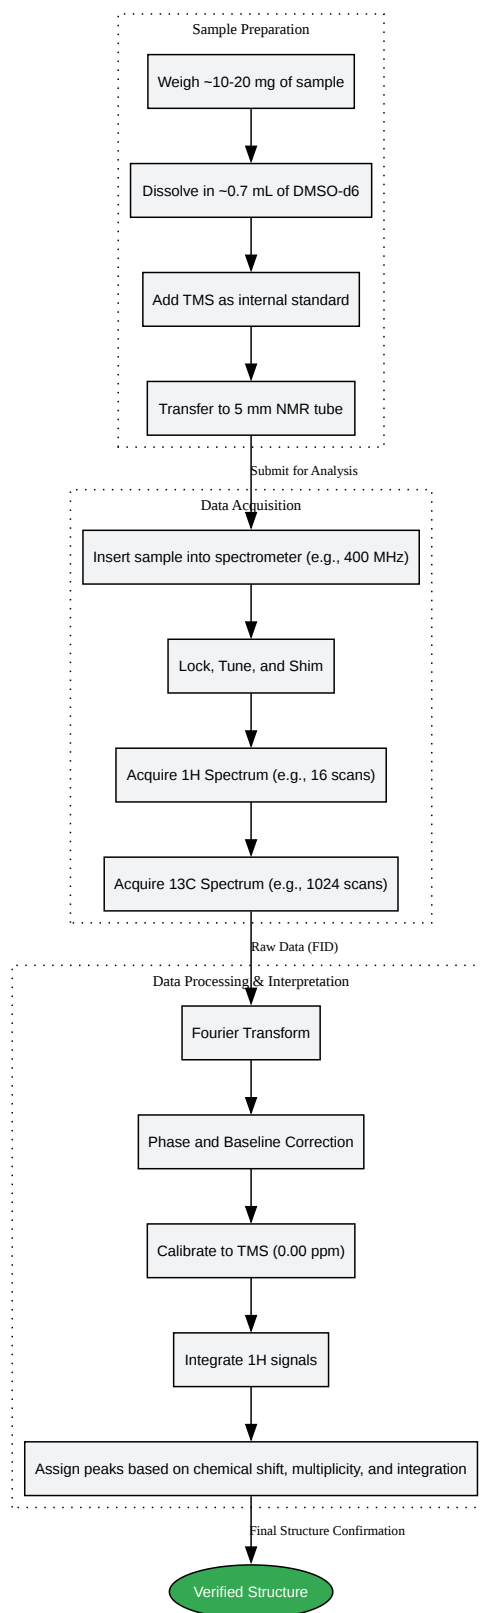 Sample Preparation
Weigh ~10-20 mg of sample
Dissolve in ~0.7 mL of DMSO-d6
Add TMS as internal standard
Transfer to 5 mm NMR tube
Submit for Analysis
Data Acquisition
Insert sample into spectrometer (e.g., 400 MHz)
Lock, Tune, and Shim
Acquire 1H Spectrum (e.g., 16 scans)
Acquire 13C Spectrum (e.g., 1024 scans)
Raw Data (FID)
Data Processing & Interpretation
Fourier Transform
Phase and Baseline Correction
Calibrate to TMS (0.00 ppm)
Integrate 1H signals
Assign peaks based on chemical shift, multiplicity, and integration
Final Structure Confirmation
Verified Structure